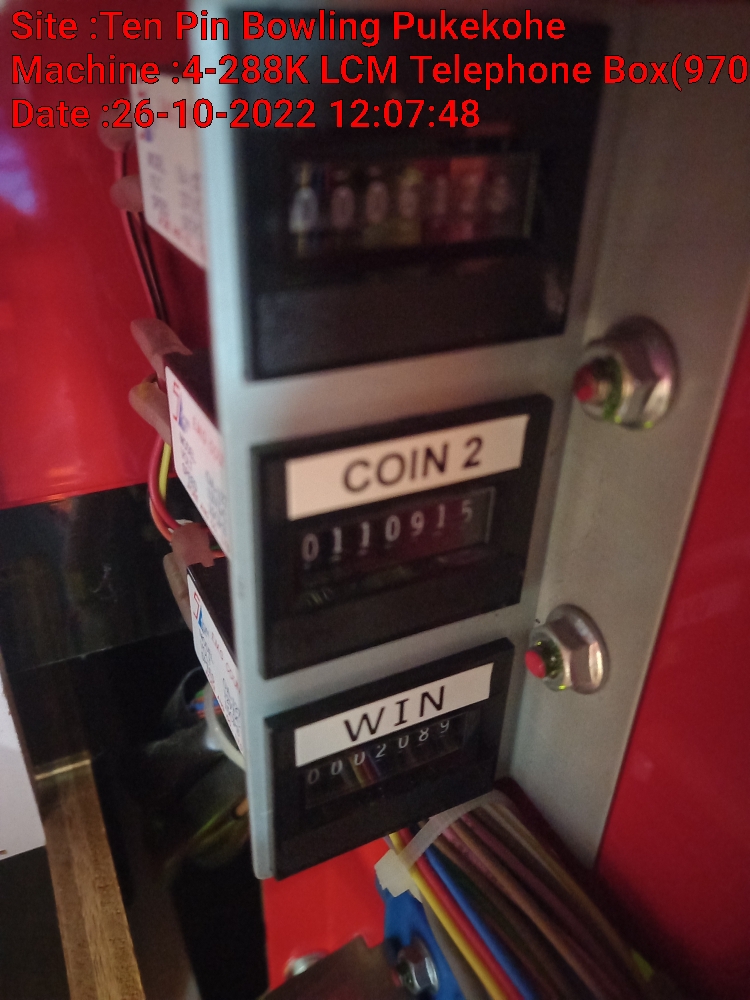 Site :Ten Pin Bowling Pukekohe
Machine :4-288K LCM Telephone Box(970
Date :26-10-2022 12:07:48
COIN 2
0110915
WIN
0002089